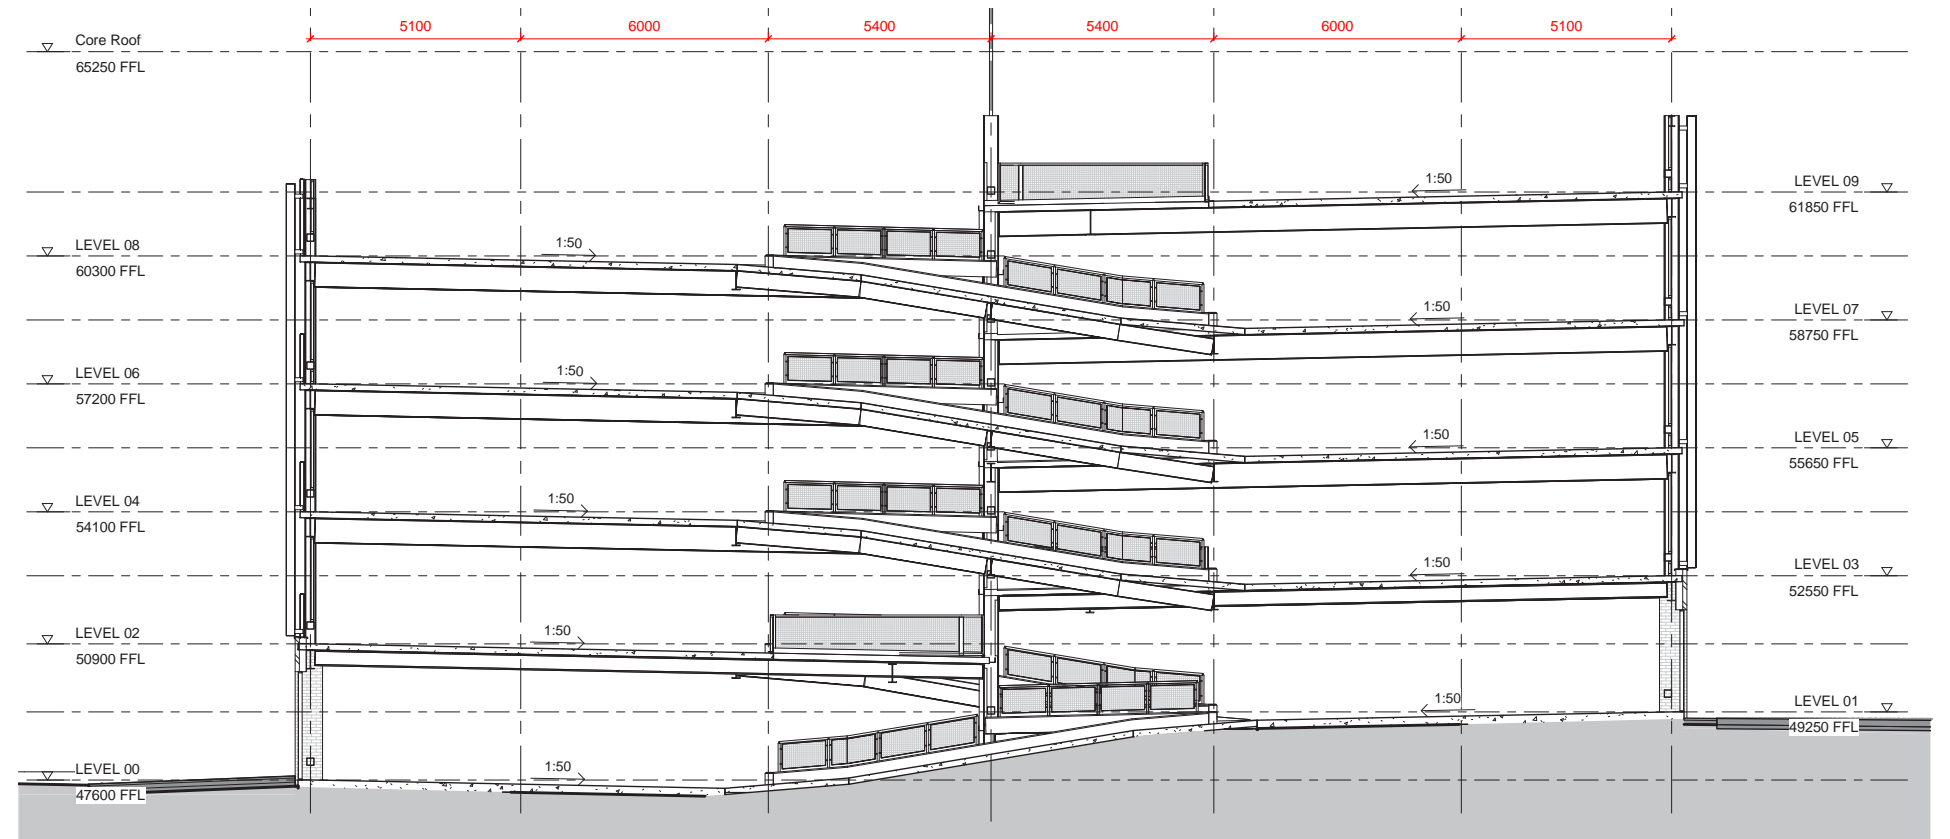 5100 6000 5400 5400 6000 5100
Core Roof
65250 FFL
1:50
LEVEL 09
61850 FFL
LEVEL 08
60300 FFL
1:50
1:50
LEVEL 07
58750 FFL
LEVEL 06
57200 FFL
1:50
1:50
LEVEL 05
55650 FFL
LEVEL 04
54100 FFL
1:50
1:50
LEVEL 03
52550 FFL
LEVEL 02
50900 FFL
1:50
1:50
LEVEL 01
49250 FFL
LEVEL 00
47600 FFL
1:50